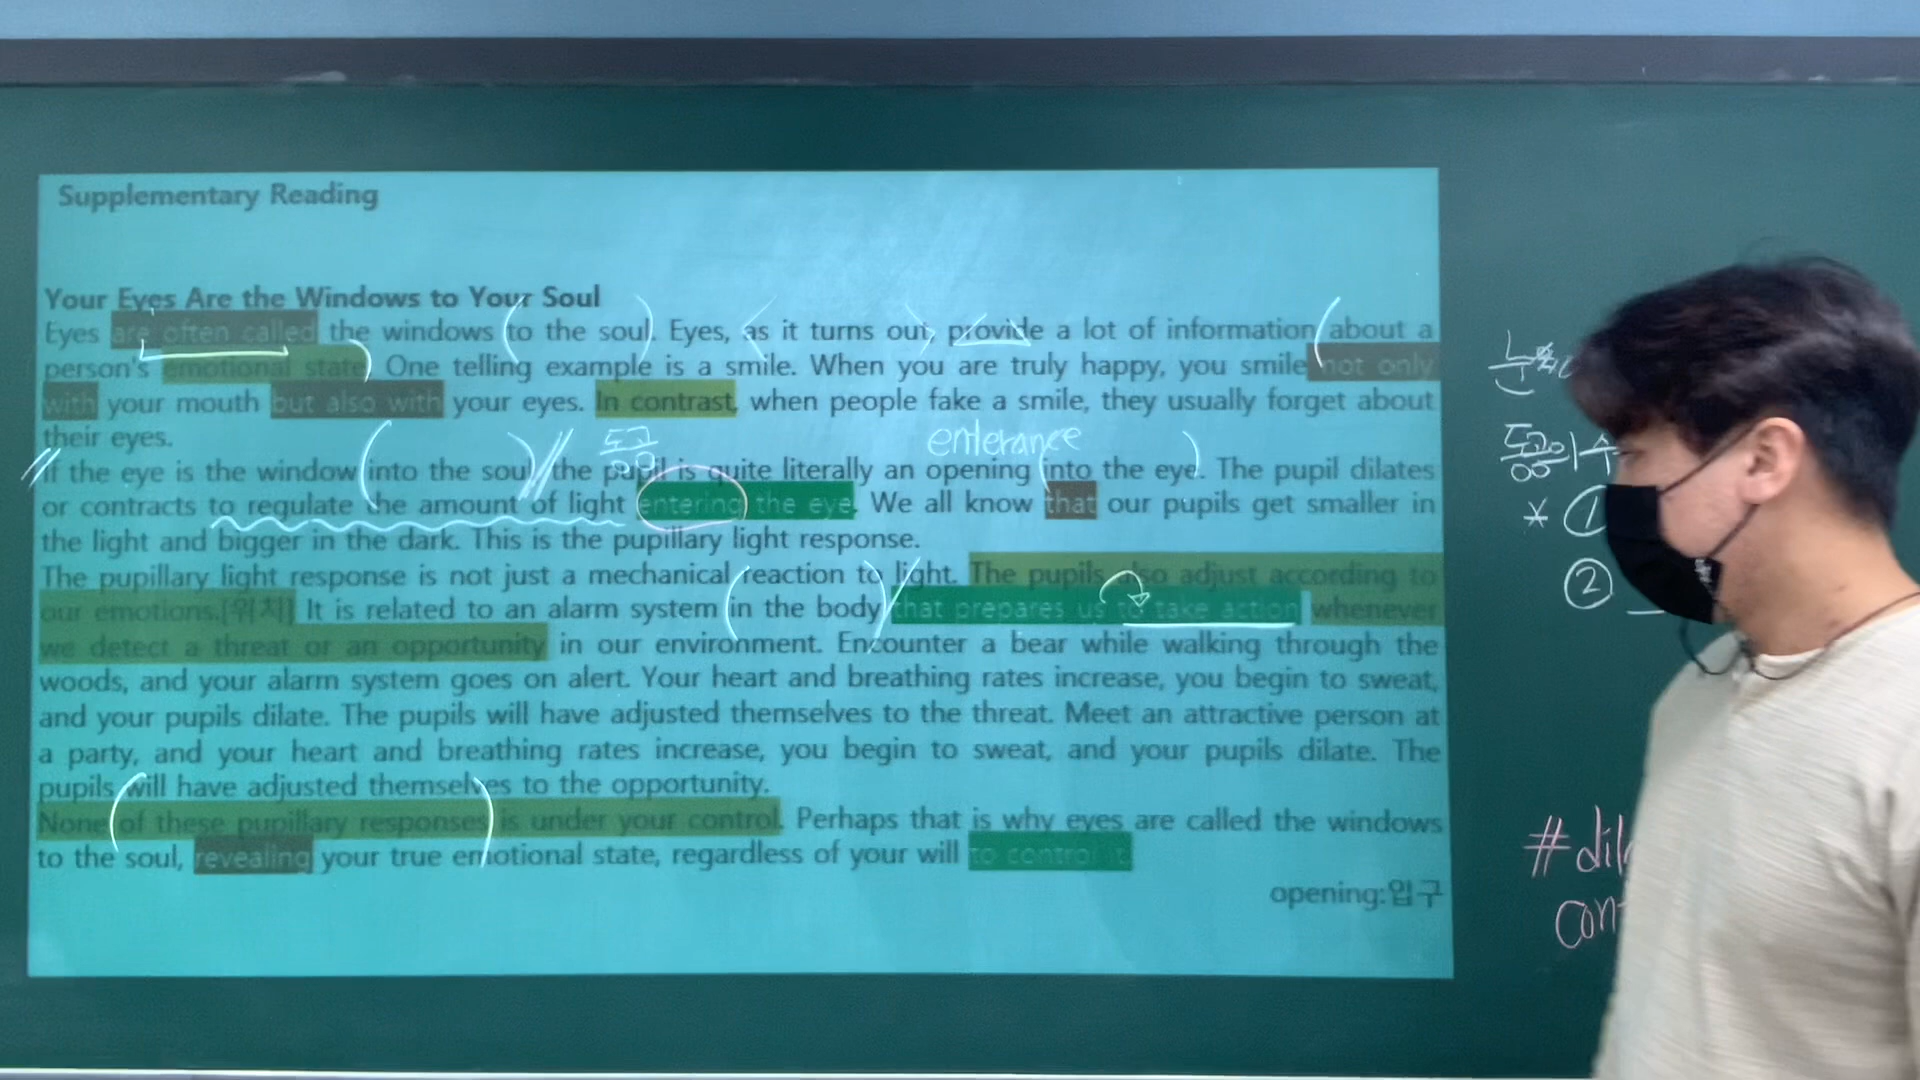 Supplementary Reading
Your Eyes Are the Windows to Your Soul
Eyes are often called the windows to the soul. Eyes, as it turns out, provide a lot of information about a
person's emotional state. One telling example is a smile. When you are truly happy, you smile not only
with your mouth but also with your eyes. In contrast, when people fake a smile, they usually forget about
their eyes.
동공
enterance
If the eye is the window into the soul, the pupil is quite literally an opening into the eye. The pupil dilates
or contracts to regulate the amount of light entering the eye. We all know that our pupils get smaller in
the light and bigger in the dark. This is the pupillary light response.
The pupillary light response is not just a mechanical reaction to light. The pupils also adjust according to
our emotions.[위치] It is related to an alarm system in the body that prepares us to take action whenever
we detect a threat or an opportunity in our environment. Encounter a bear while walking through the
woods, and your alarm system goes on alert. Your heart and breathing rates increase, you begin to sweat,
and your pupils dilate. The pupils will have adjusted themselves to the threat. Meet an attractive person at
a party, and your heart and breathing rates increase, you begin to sweat, and your pupils dilate. The
pupils will have adjusted themselves to the opportunity.
None of these pupillary responses is under your control. Perhaps that is why eyes are called the windows
to the soul, revealing your true emotional state, regardless of your will to control it.
opening:입구
눈
동공이
* ①
②
# dil
con